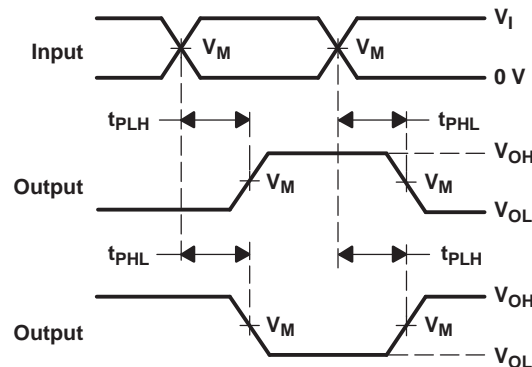 V_I
Input
V_M
V_M
0 V
t_PLH
t_PHL
V_OH
Output
V_M
V_M
V_OL
t_PHL
t_PLH
V_OH
Output
V_M
V_M
V_OL